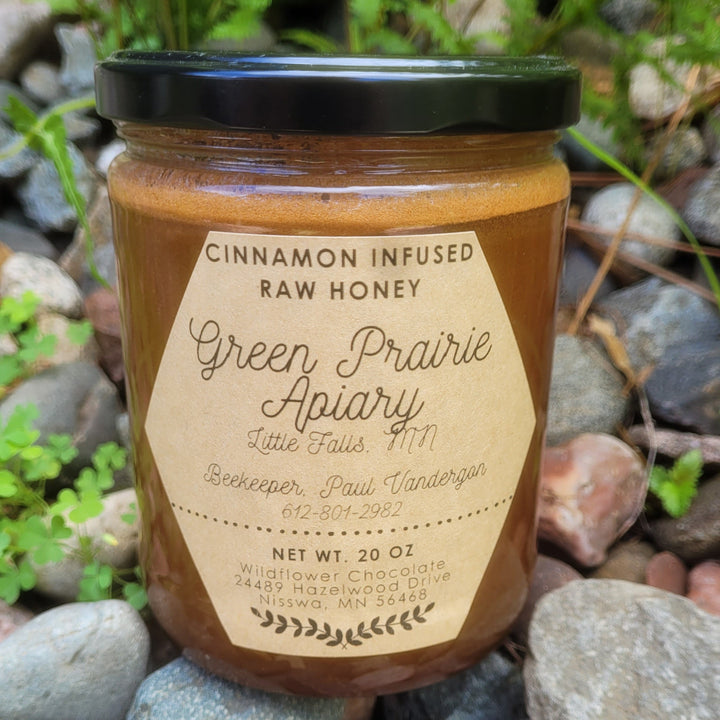 CINNAMON INFUSED
RAW HONEY
Green Prairie
Apiary
Little Falls, MN
Beekeeper, Paul Vandergon
612-801-2982
NET WT. 20 OZ
Wildflower Chocolate
24489 Hazelwood Drive
Nisswa, MN 56468